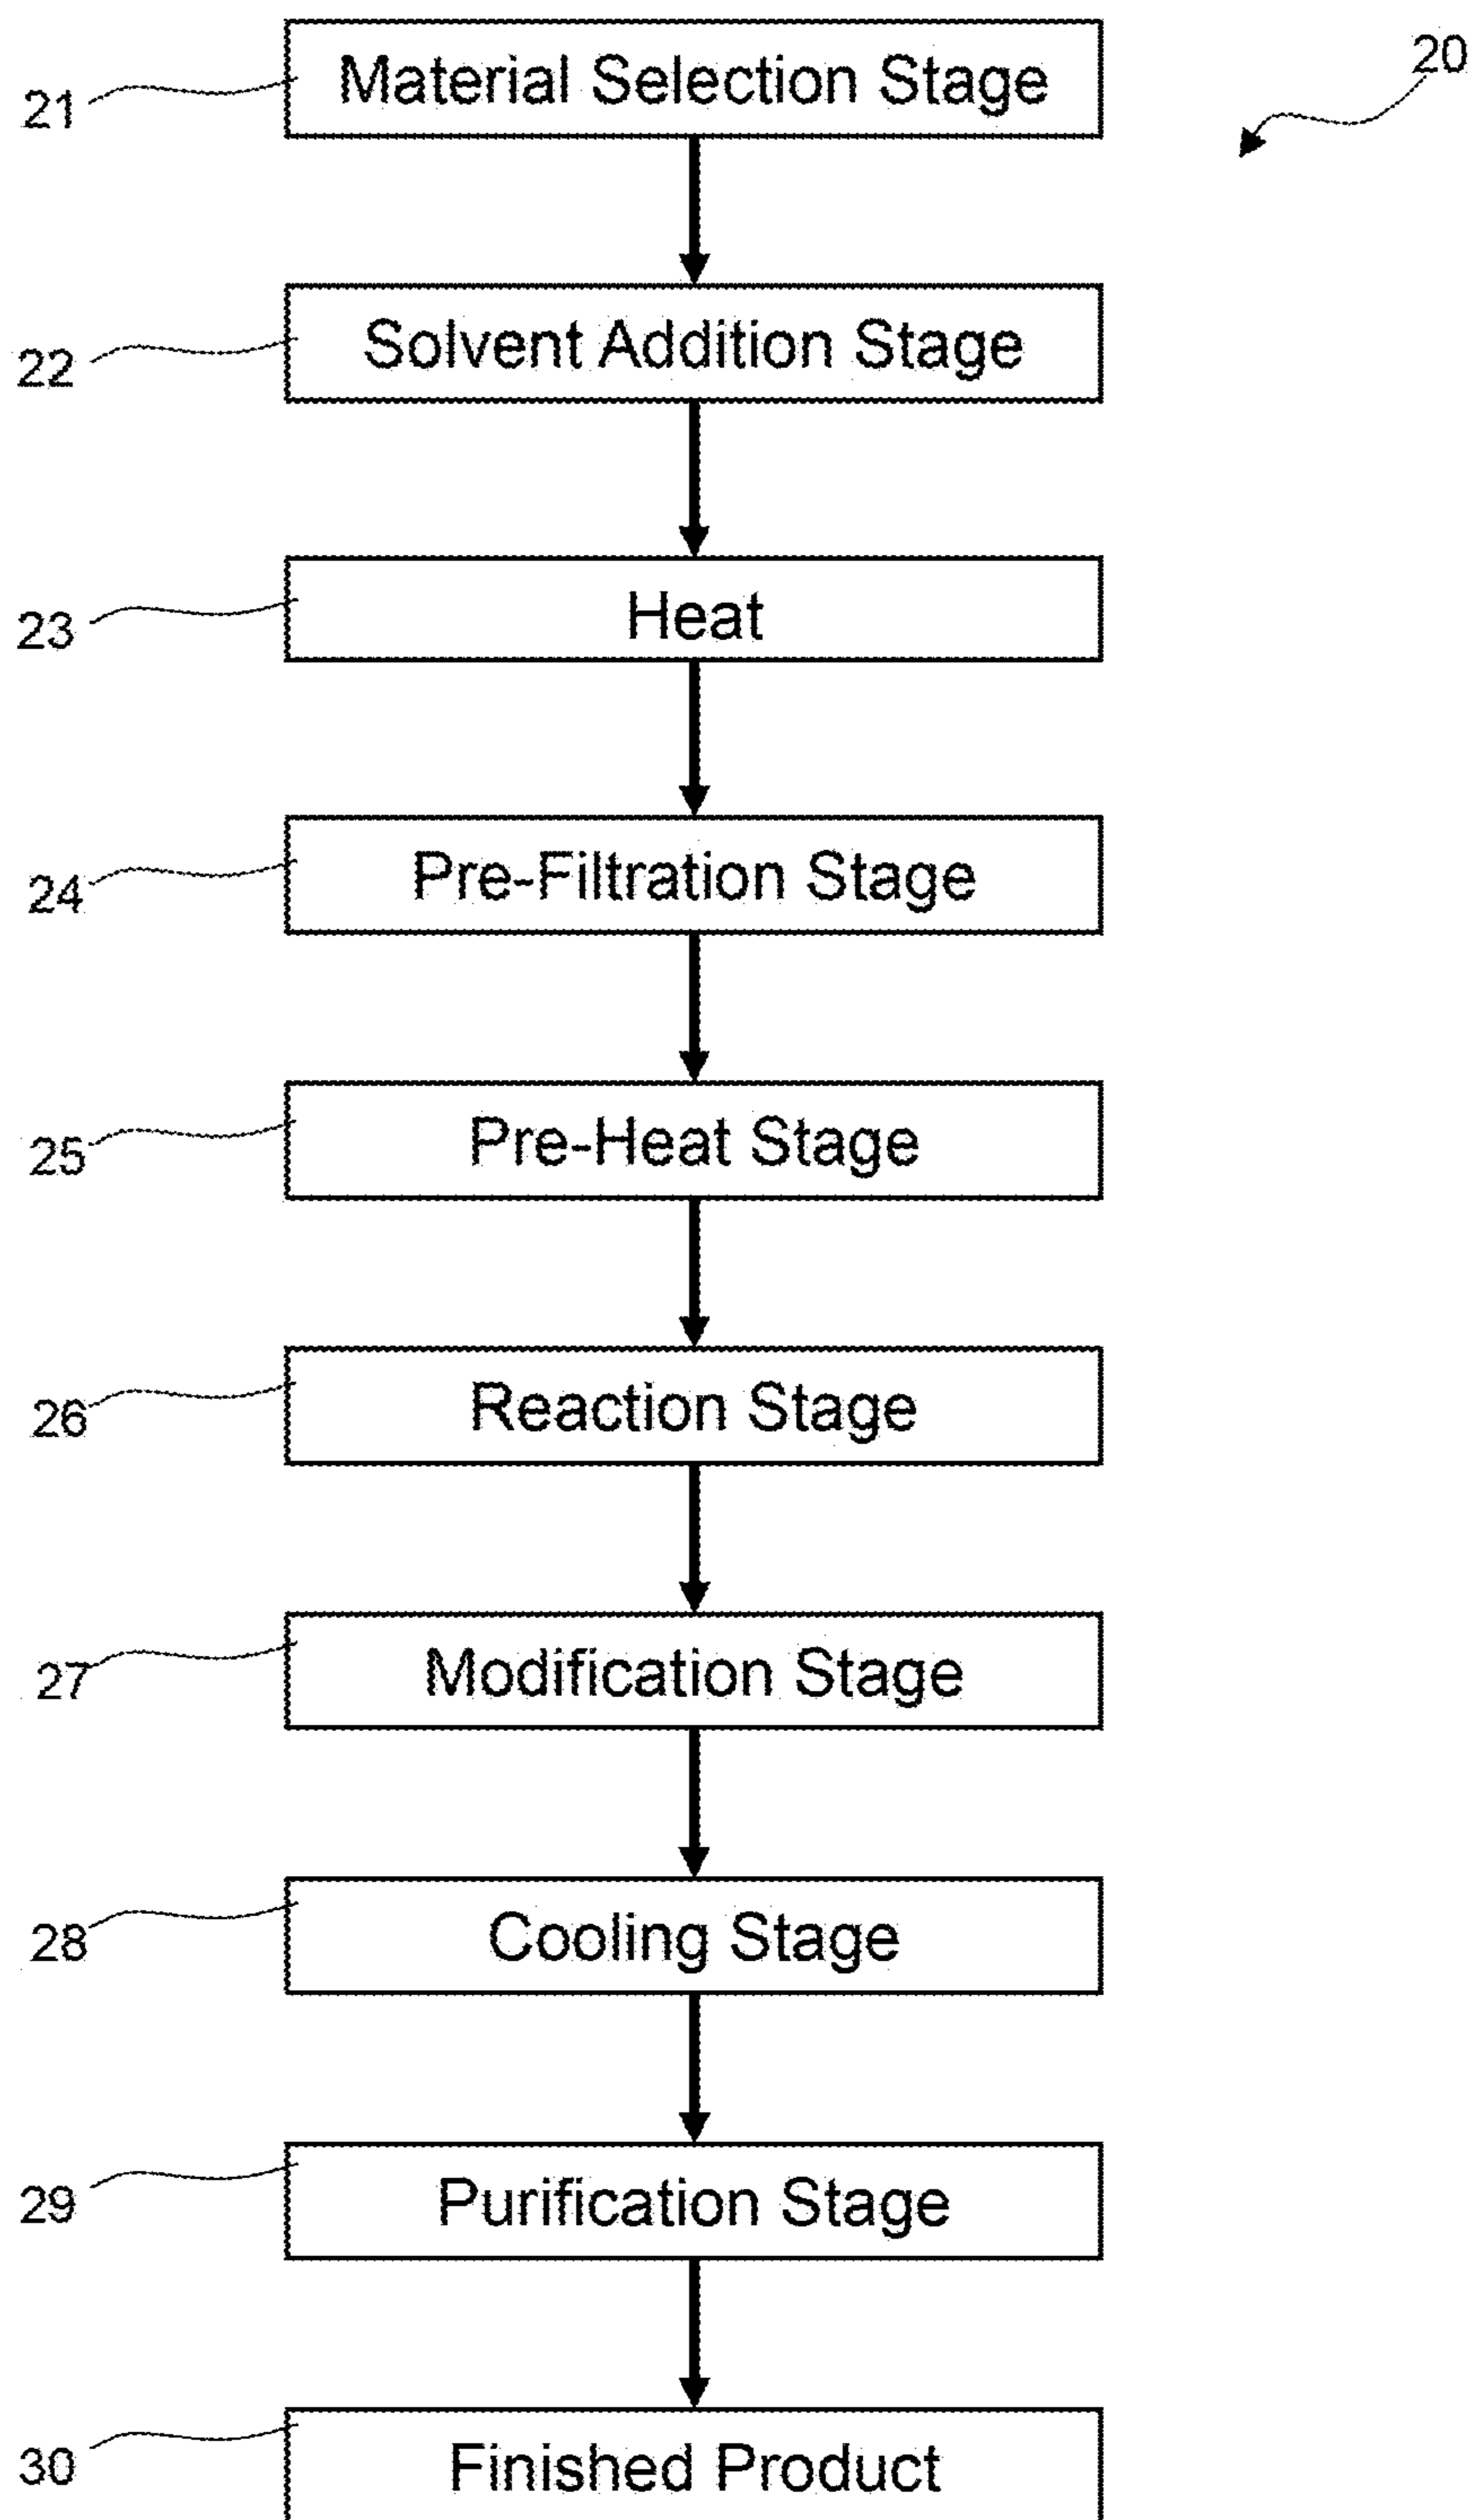 20
21 Material Selection Stage
22 Solvent Addition Stage
23 Heat
24 Pre-Filtration Stage
25 Pre-Heat Stage
26 Reaction Stage
27 Modification Stage
28 Cooling Stage
29 Purification Stage
30 Finished Product